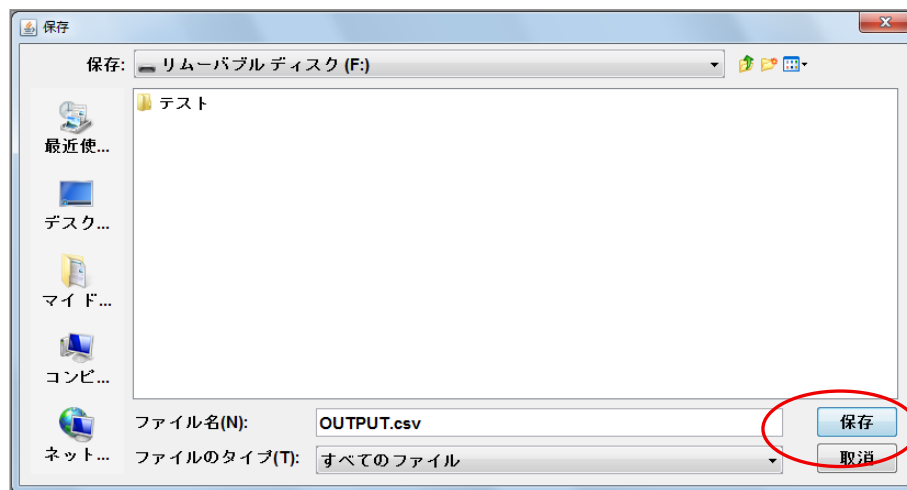 保存
保存: リムーバブル ディスク (F:)
テスト
最近使...
デスク...
マイ ド...
コンピ...
ネット...
ファイル名(N): OUTPUT.csv 保存
ファイルのタイプ(T): すべてのファイル 取消